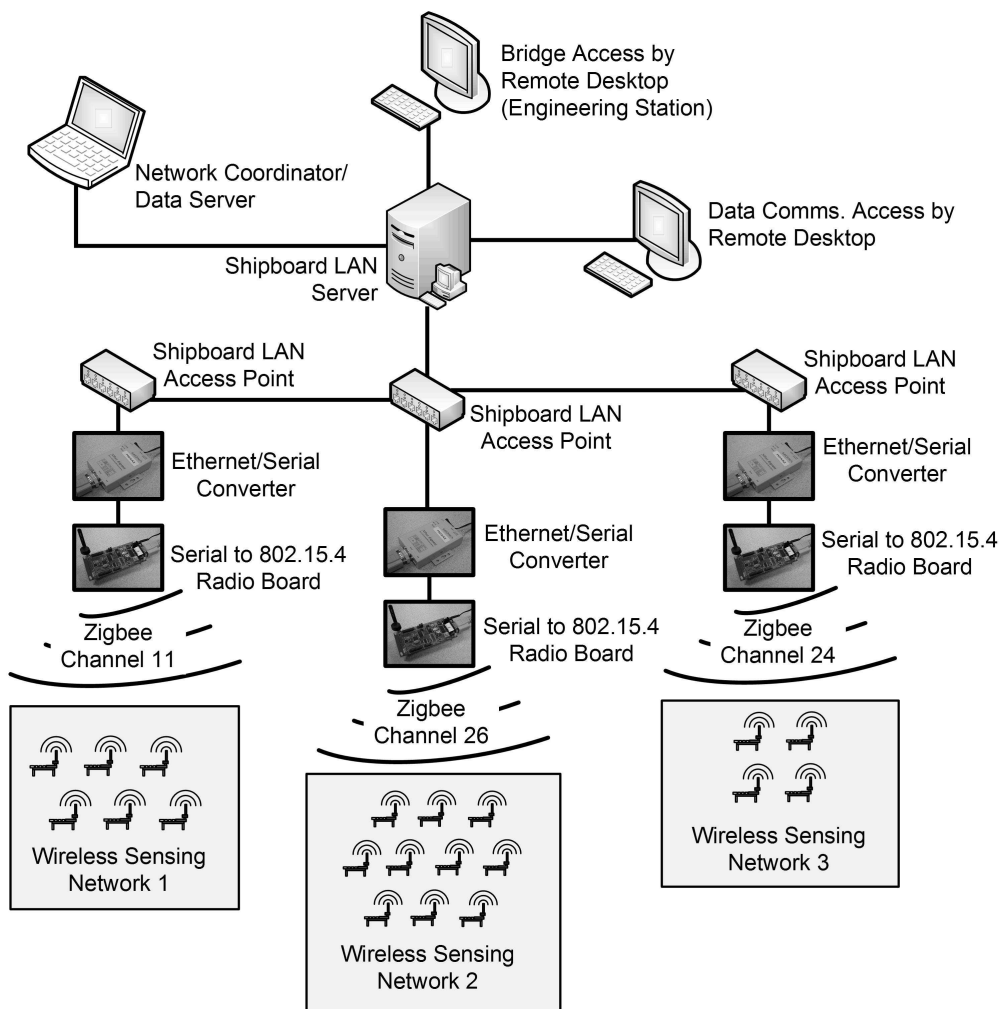 Bridge Access by
Remote Desktop
(Engineering Station)
Network Coordinator/
Data Server
Data Comms. Access by
Remote Desktop
Shipboard LAN
Server
Shipboard LAN
Access Point
Shipboard LAN
Access Point
Shipboard LAN
Access Point
Ethernet/Serial
Converter
Ethernet/Serial
Converter
Ethernet/Serial
Converter
Serial to 802.15.4
Radio Board
Serial to 802.15.4
Radio Board
Serial to 802.15.4
Radio Board
Zigbee
Channel 11
Zigbee
Channel 26
Zigbee
Channel 24
Wireless Sensing
Network 1
Wireless Sensing
Network 2
Wireless Sensing
Network 3